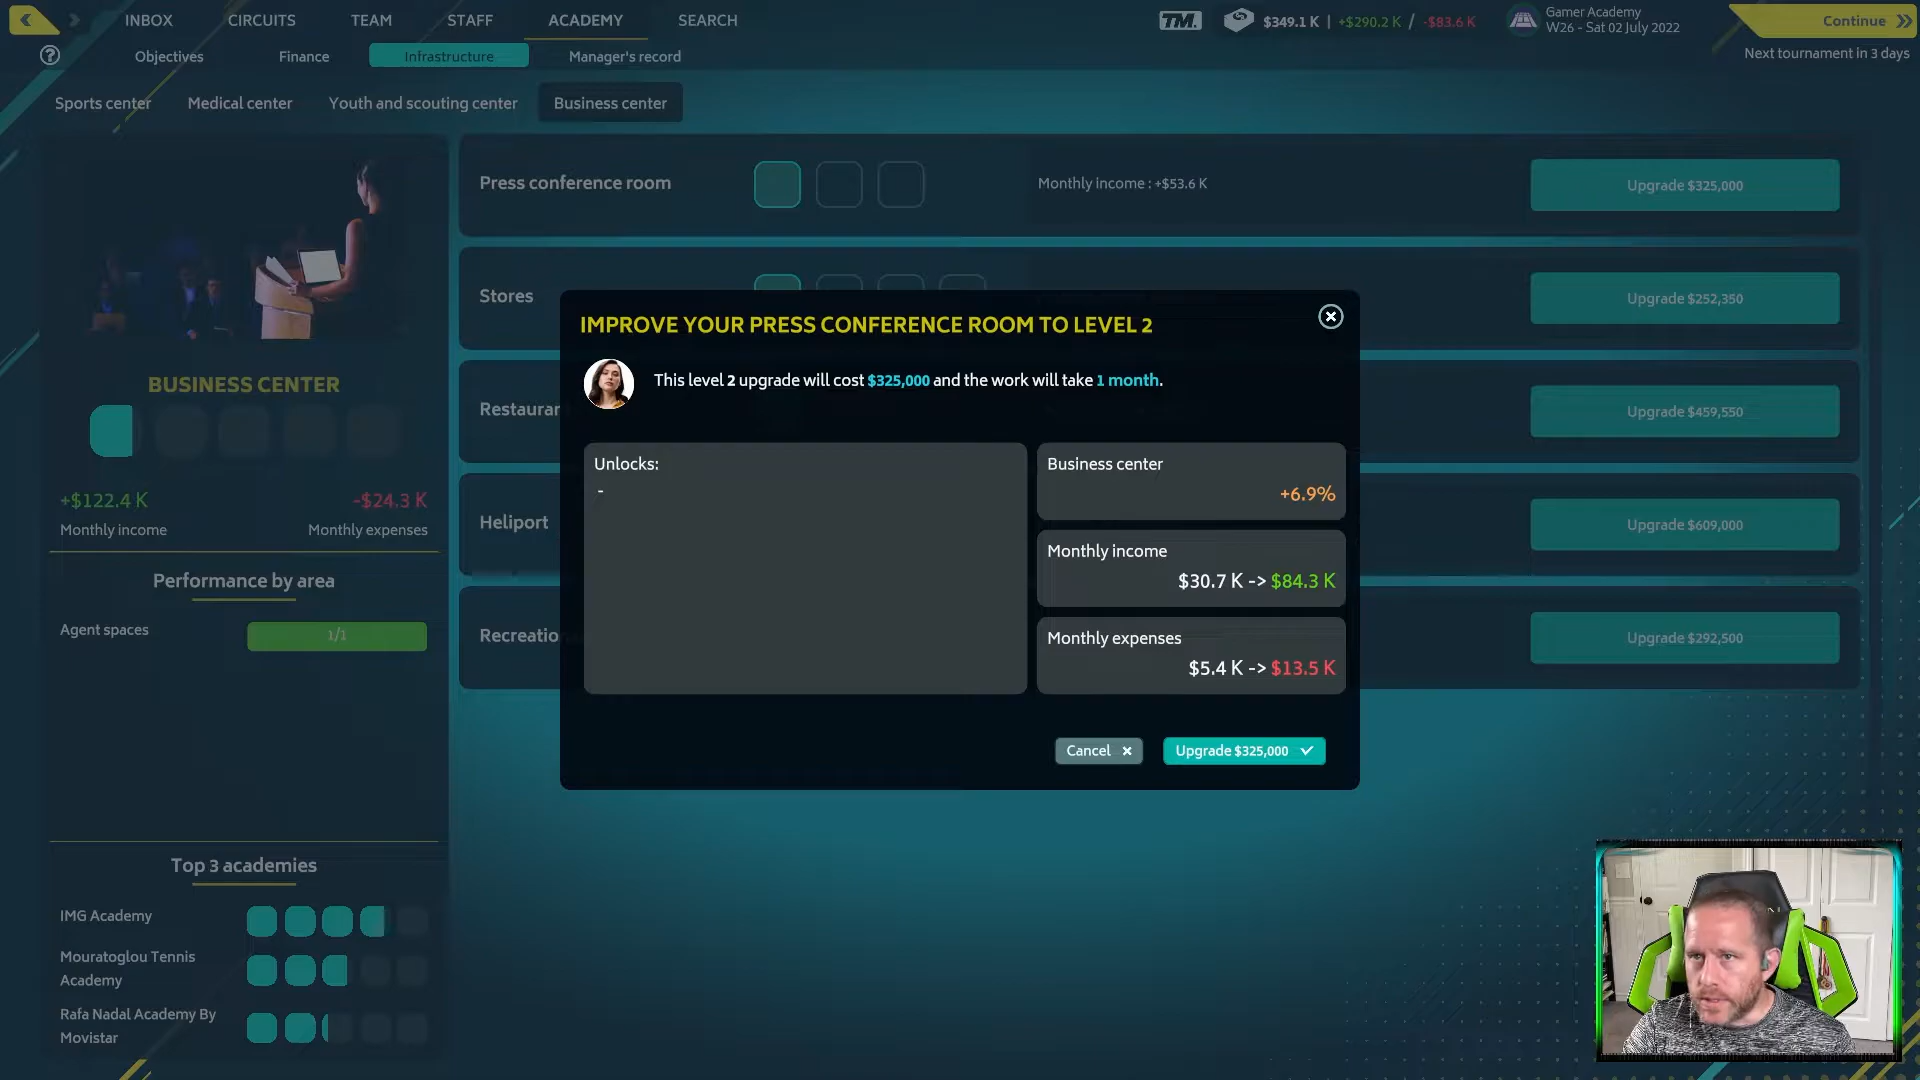 INBOX CIRCUITS TEAM STAFF ACADEMY SEARCH
TM. $349.1 K | +$290.2 K / -$83.6 K
Gamer Academy
W26 - Sat 02 July 2022
Continue
Next tournament in 3 days
Objectives Finance Infrastructure Manager's record
Sports center Medical center Youth and scouting center Business center
Press conference room Monthly income : +$53.6 K Upgrade $325,000
Stores Upgrade $252,350
Restauran Upgrade $459,550
Heliport Upgrade $609,000
Recreatio Upgrade $292,500
BUSINESS CENTER
+$122.4 K -$24.3 K
Monthly income Monthly expenses
Performance by area
Agent spaces 1/1
Top 3 academies
IMG Academy
Mouratoglou Tennis
Academy
Rafa Nadal Academy By
Movistar
IMPROVE YOUR PRESS CONFERENCE ROOM TO LEVEL 2
This level 2 upgrade will cost $325,000 and the work will take 1 month.
Unlocks:
-
Business center
+6.9%
Monthly income
$30.7 K -> $84.3 K
Monthly expenses
$5.4 K -> $13.5 K
Cancel Upgrade $325,000